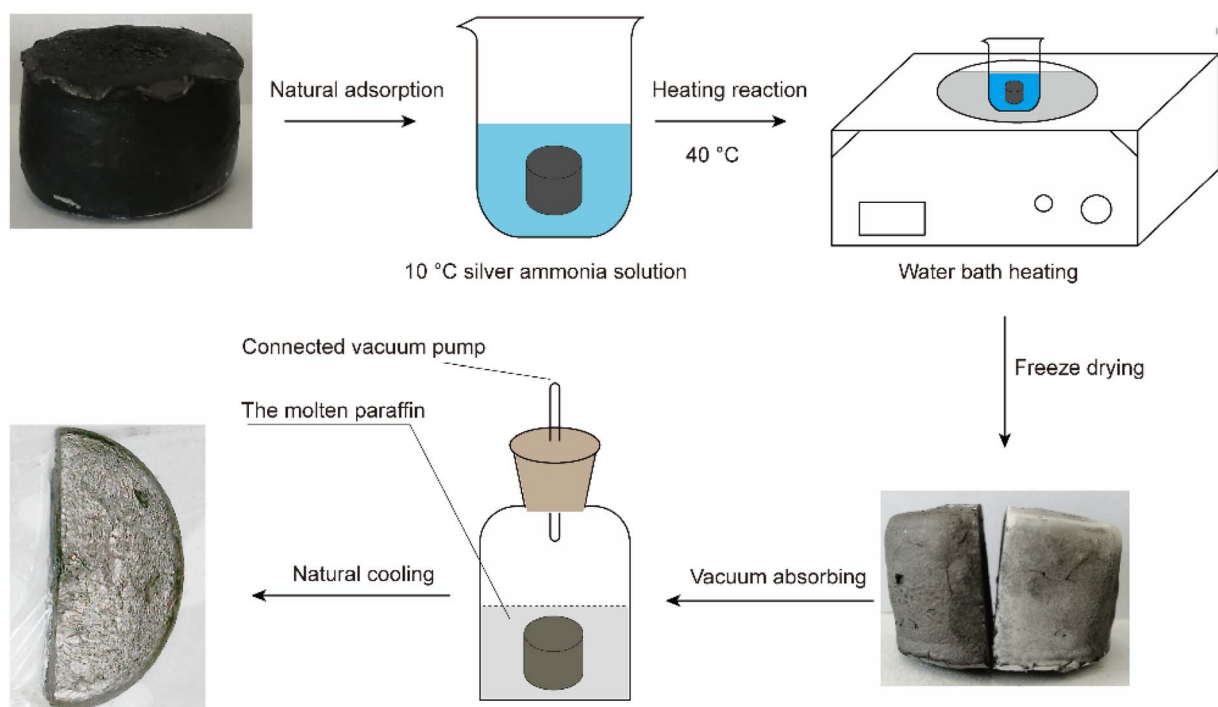 Natural adsorption
Heating reaction
40 °C
10 °C silver ammonia solution
Water bath heating
Freeze drying
Connected vacuum pump
The molten paraffin
Vacuum absorbing
Natural cooling